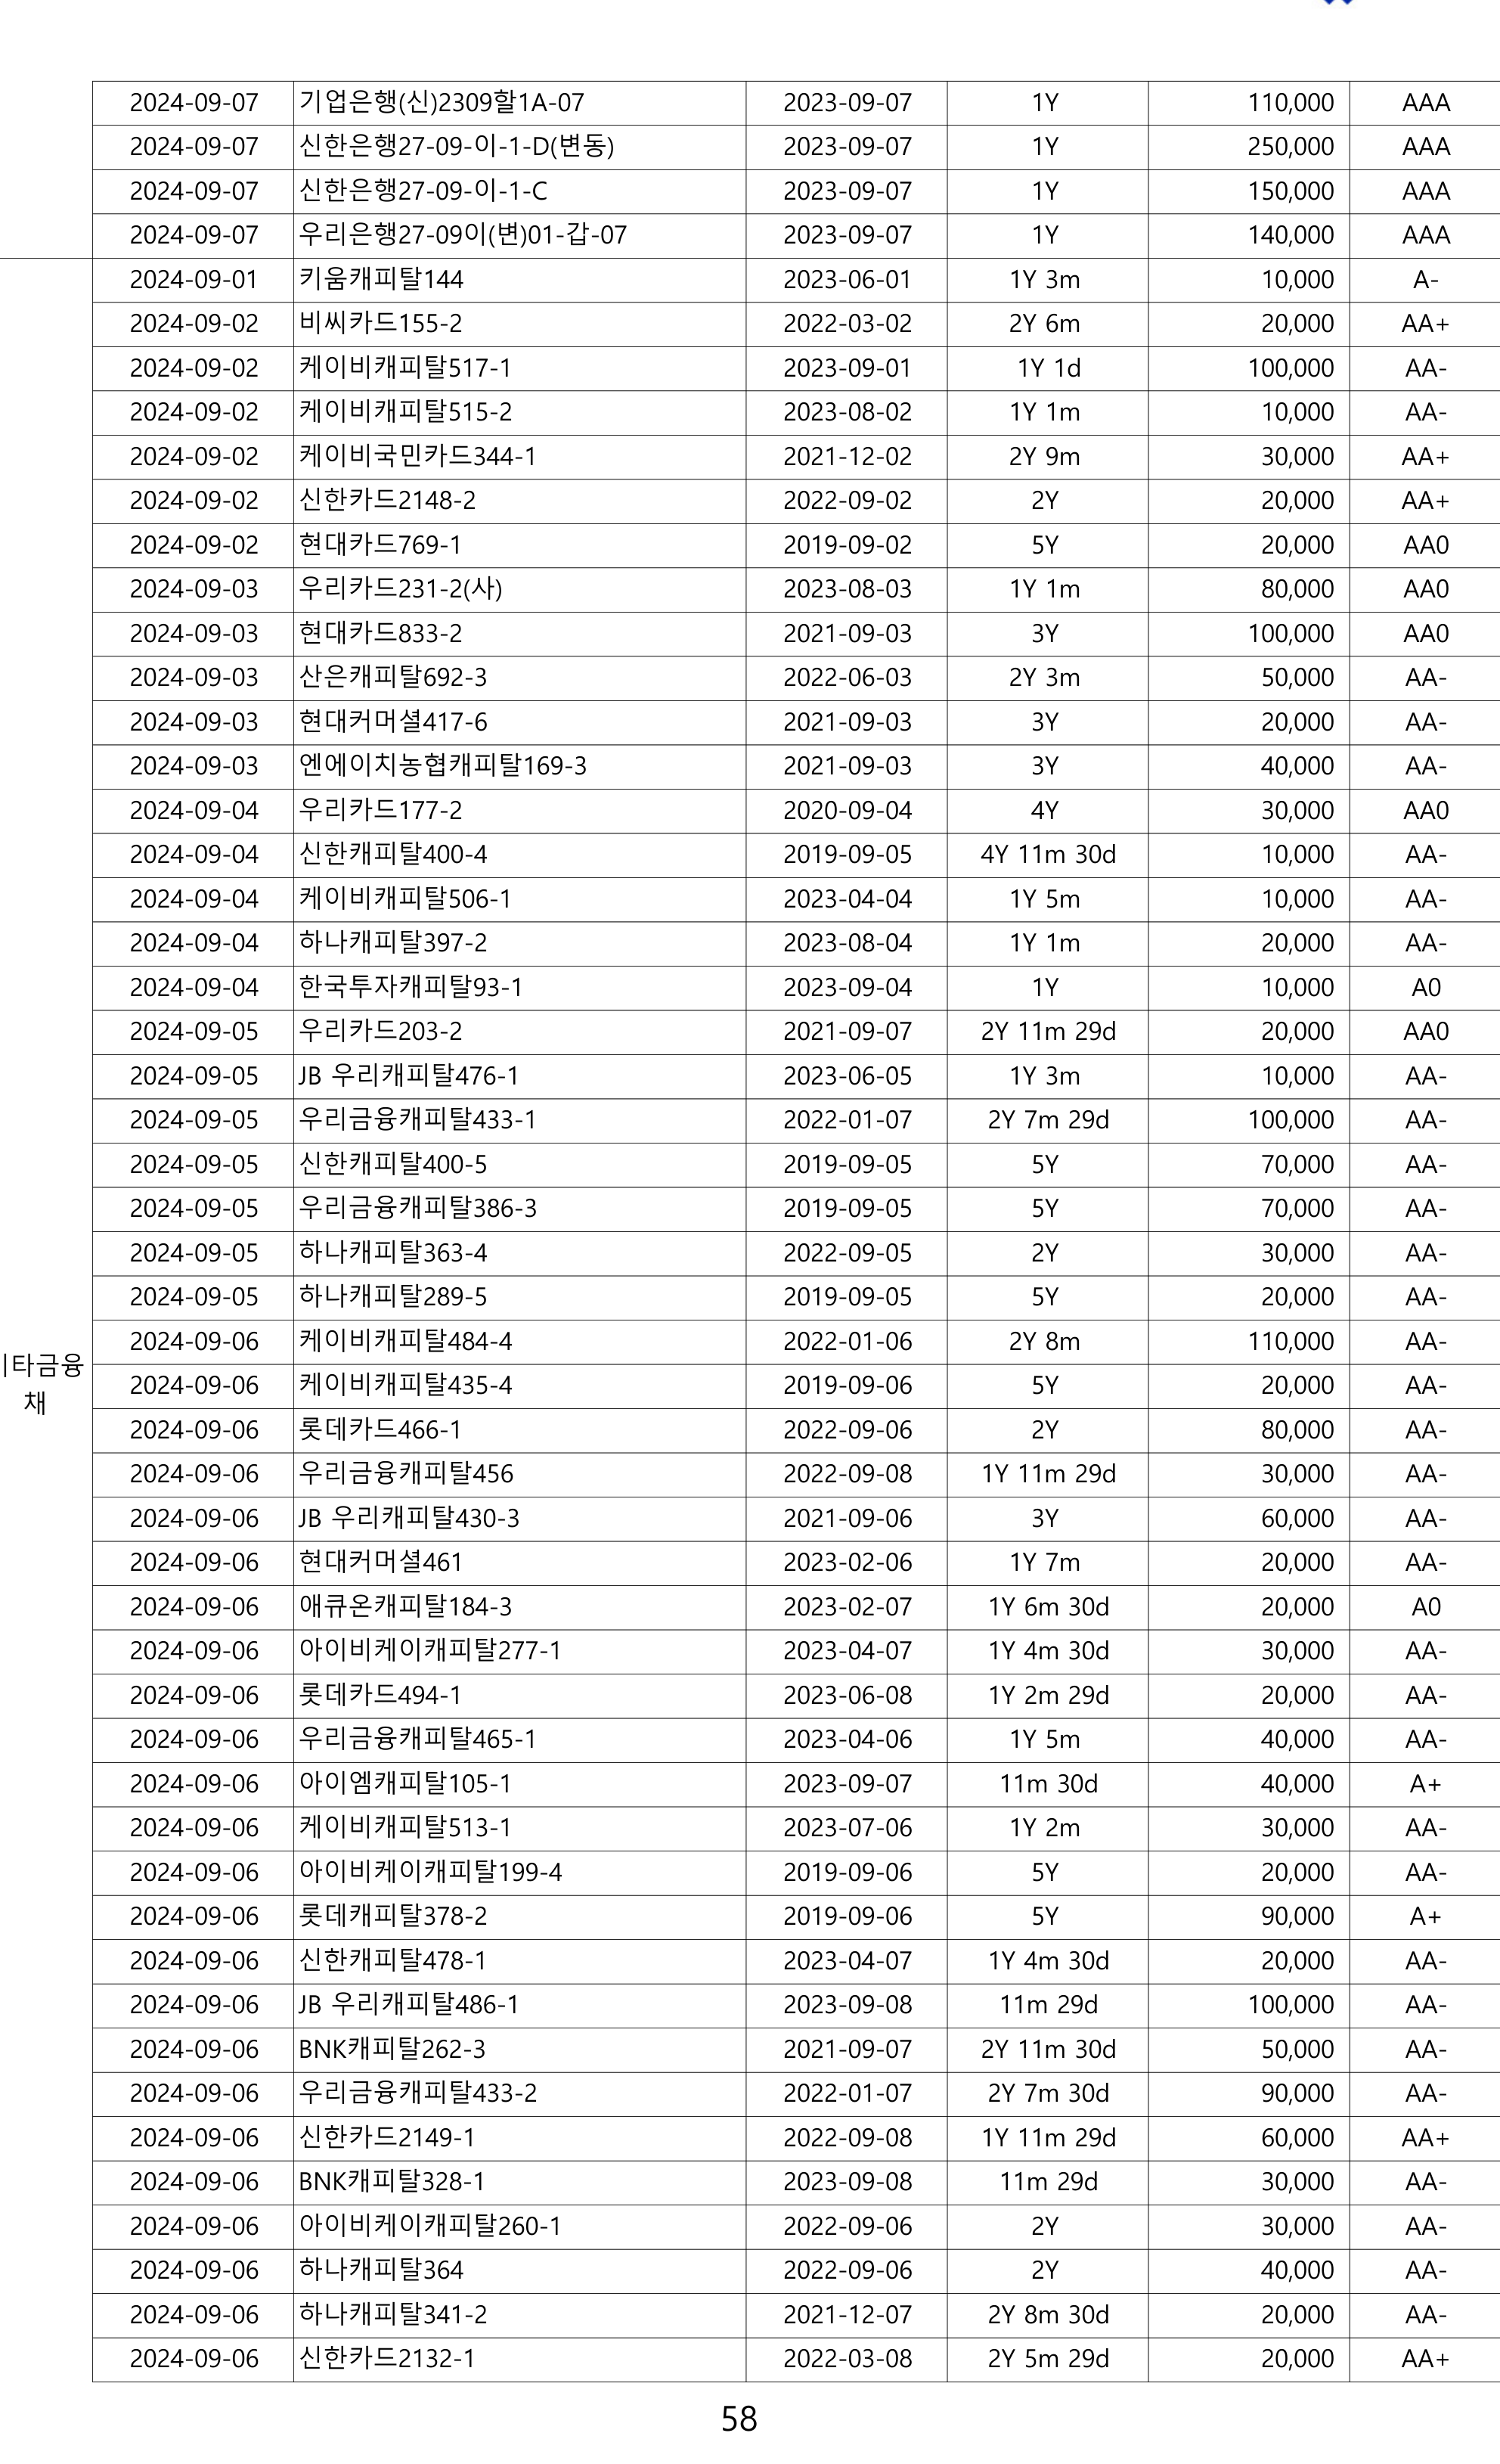 2024-09-07 기업은행(신)2309할1A-07 2023-09-07 1Y 110,000 AAA
2024-09-07 신한은행27-09-이-1-D(변동) 2023-09-07 1Y 250,000 AAA
2024-09-07 신한은행27-09-이-1-C 2023-09-07 1Y 150,000 AAA
2024-09-07 우리은행27-09이(변)01-갑-07 2023-09-07 1Y 140,000 AAA
2024-09-01 키움캐피탈144 2023-06-01 1Y 3m 10,000 A-
2024-09-02 비씨카드155-2 2022-03-02 2Y 6m 20,000 AA+
2024-09-02 케이비캐피탈517-1 2023-09-01 1Y 1d 100,000 AA-
2024-09-02 케이비캐피탈515-2 2023-08-02 1Y 1m 10,000 AA-
2024-09-02 케이비국민카드344-1 2021-12-02 2Y 9m 30,000 AA+
2024-09-02 신한카드2148-2 2022-09-02 2Y 20,000 AA+
2024-09-02 현대카드769-1 2019-09-02 5Y 20,000 AA0
2024-09-03 우리카드231-2(사) 2023-08-03 1Y 1m 80,000 AA0
2024-09-03 현대카드833-2 2021-09-03 3Y 100,000 AA0
2024-09-03 산은캐피탈692-3 2022-06-03 2Y 3m 50,000 AA-
2024-09-03 현대커머셜417-6 2021-09-03 3Y 20,000 AA-
2024-09-03 엔에이치농협캐피탈169-3 2021-09-03 3Y 40,000 AA-
2024-09-04 우리카드177-2 2020-09-04 4Y 30,000 AA0
2024-09-04 신한캐피탈400-4 2019-09-05 4Y 11m 30d 10,000 AA-
2024-09-04 케이비캐피탈506-1 2023-04-04 1Y 5m 10,000 AA-
2024-09-04 하나캐피탈397-2 2023-08-04 1Y 1m 20,000 AA-
2024-09-04 한국투자캐피탈93-1 2023-09-04 1Y 10,000 A0
2024-09-05 우리카드203-2 2021-09-07 2Y 11m 29d 20,000 AA0
2024-09-05 JB 우리캐피탈476-1 2023-06-05 1Y 3m 10,000 AA-
2024-09-05 우리금융캐피탈433-1 2022-01-07 2Y 7m 29d 100,000 AA-
2024-09-05 신한캐피탈400-5 2019-09-05 5Y 70,000 AA-
2024-09-05 우리금융캐피탈386-3 2019-09-05 5Y 70,000 AA-
2024-09-05 하나캐피탈363-4 2022-09-05 2Y 30,000 AA-
2024-09-05 하나캐피탈289-5 2019-09-05 5Y 20,000 AA-
2024-09-06 케이비캐피탈484-4 2022-01-06 2Y 8m 110,000 AA-
타금융
채
2024-09-06 케이비캐피탈435-4 2019-09-06 5Y 20,000 AA-
2024-09-06 롯데카드466-1 2022-09-06 2Y 80,000 AA-
2024-09-06 우리금융캐피탈456 2022-09-08 1Y 11m 29d 30,000 AA-
2024-09-06 JB 우리캐피탈430-3 2021-09-06 3Y 60,000 AA-
2024-09-06 현대커머셜461 2023-02-06 1Y 7m 20,000 AA-
2024-09-06 애큐온캐피탈184-3 2023-02-07 1Y 6m 30d 20,000 A0
2024-09-06 아이비케이캐피탈277-1 2023-04-07 1Y 4m 30d 30,000 AA-
2024-09-06 롯데카드494-1 2023-06-08 1Y 2m 29d 20,000 AA-
2024-09-06 우리금융캐피탈465-1 2023-04-06 1Y 5m 40,000 AA-
2024-09-06 아이엠캐피탈105-1 2023-09-07 11m 30d 40,000 A+
2024-09-06 케이비캐피탈513-1 2023-07-06 1Y 2m 30,000 AA-
2024-09-06 아이비케이캐피탈199-4 2019-09-06 5Y 20,000 AA-
2024-09-06 롯데캐피탈378-2 2019-09-06 5Y 90,000 A+
2024-09-06 신한캐피탈478-1 2023-04-07 1Y 4m 30d 20,000 AA-
2024-09-06 JB 우리캐피탈486-1 2023-09-08 11m 29d 100,000 AA-
2024-09-06 BNK캐피탈262-3 2021-09-07 2Y 11m 30d 50,000 AA-
2024-09-06 우리금융캐피탈433-2 2022-01-07 2Y 7m 30d 90,000 AA-
2024-09-06 신한카드2149-1 2022-09-08 1Y 11m 29d 60,000 AA+
2024-09-06 BNK캐피탈328-1 2023-09-08 11m 29d 30,000 AA-
2024-09-06 아이비케이캐피탈260-1 2022-09-06 2Y 30,000 AA-
2024-09-06 하나캐피탈364 2022-09-06 2Y 40,000 AA-
2024-09-06 하나캐피탈341-2 2021-12-07 2Y 8m 30d 20,000 AA-
2024-09-06 신한카드2132-1 2022-03-08 2Y 5m 29d 20,000 AA+
58